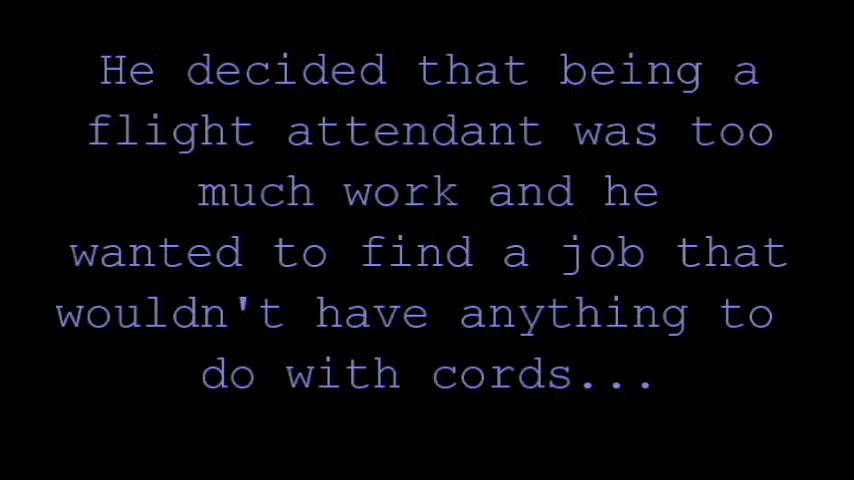 He decided that being a
flight attendant was too
much work and he
wanted to find a job that
wouldn't have anything to
do with cords...